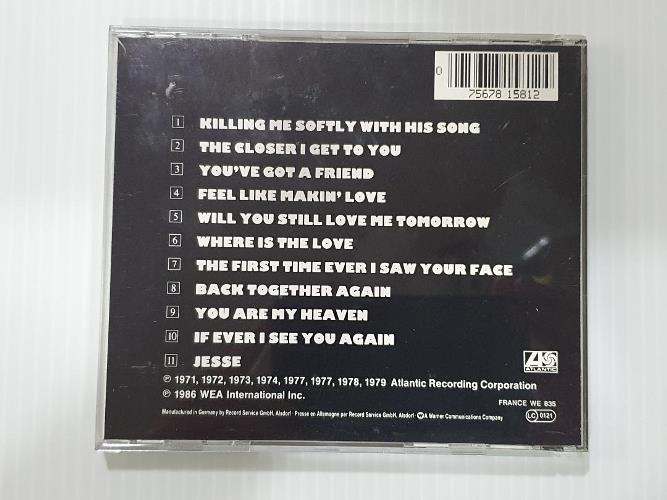 0
75678 15812
1 KILLING ME SOFTLY WITH HIS SONG
2 THE CLOSER I GET TO YOU
3 YOU'VE GOT A FRIEND
4 FEEL LIKE MAKIN' LOVE
5 WILL YOU STILL LOVE ME TOMORROW
6 WHERE IS THE LOVE
7 THE FIRST TIME EVER I SAW YOUR FACE
8 BACK TOGETHER AGAIN
9 YOU ARE MY HEAVEN
10 IF EVER I SEE YOU AGAIN
11 JESSE
ATLANTIC
℗ 1971, 1972, 1973, 1974, 1977, 1977, 1978, 1979 Atlantic Recording Corporation
℗ 1986 WEA International Inc.
FRANCE WE 835
Manufactured in Germany by Record Service GmbH, Alsdorf · Presse en Allemagne par Record Service GmbH, Alsdorf · A Warner Communications Company
LC 0121